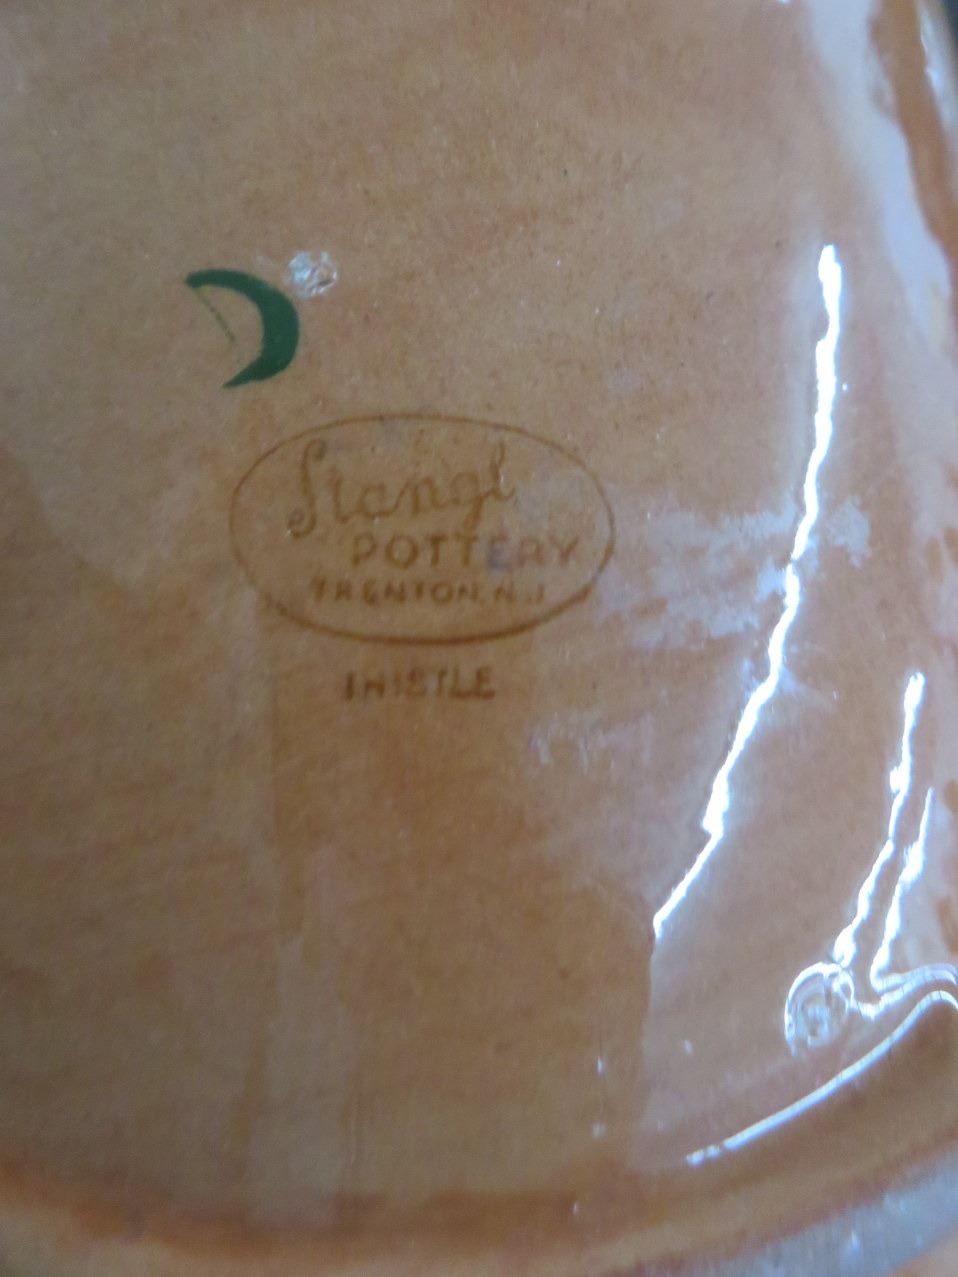 Stangl
POTTERY
TRENTON, N.J
THISTLE